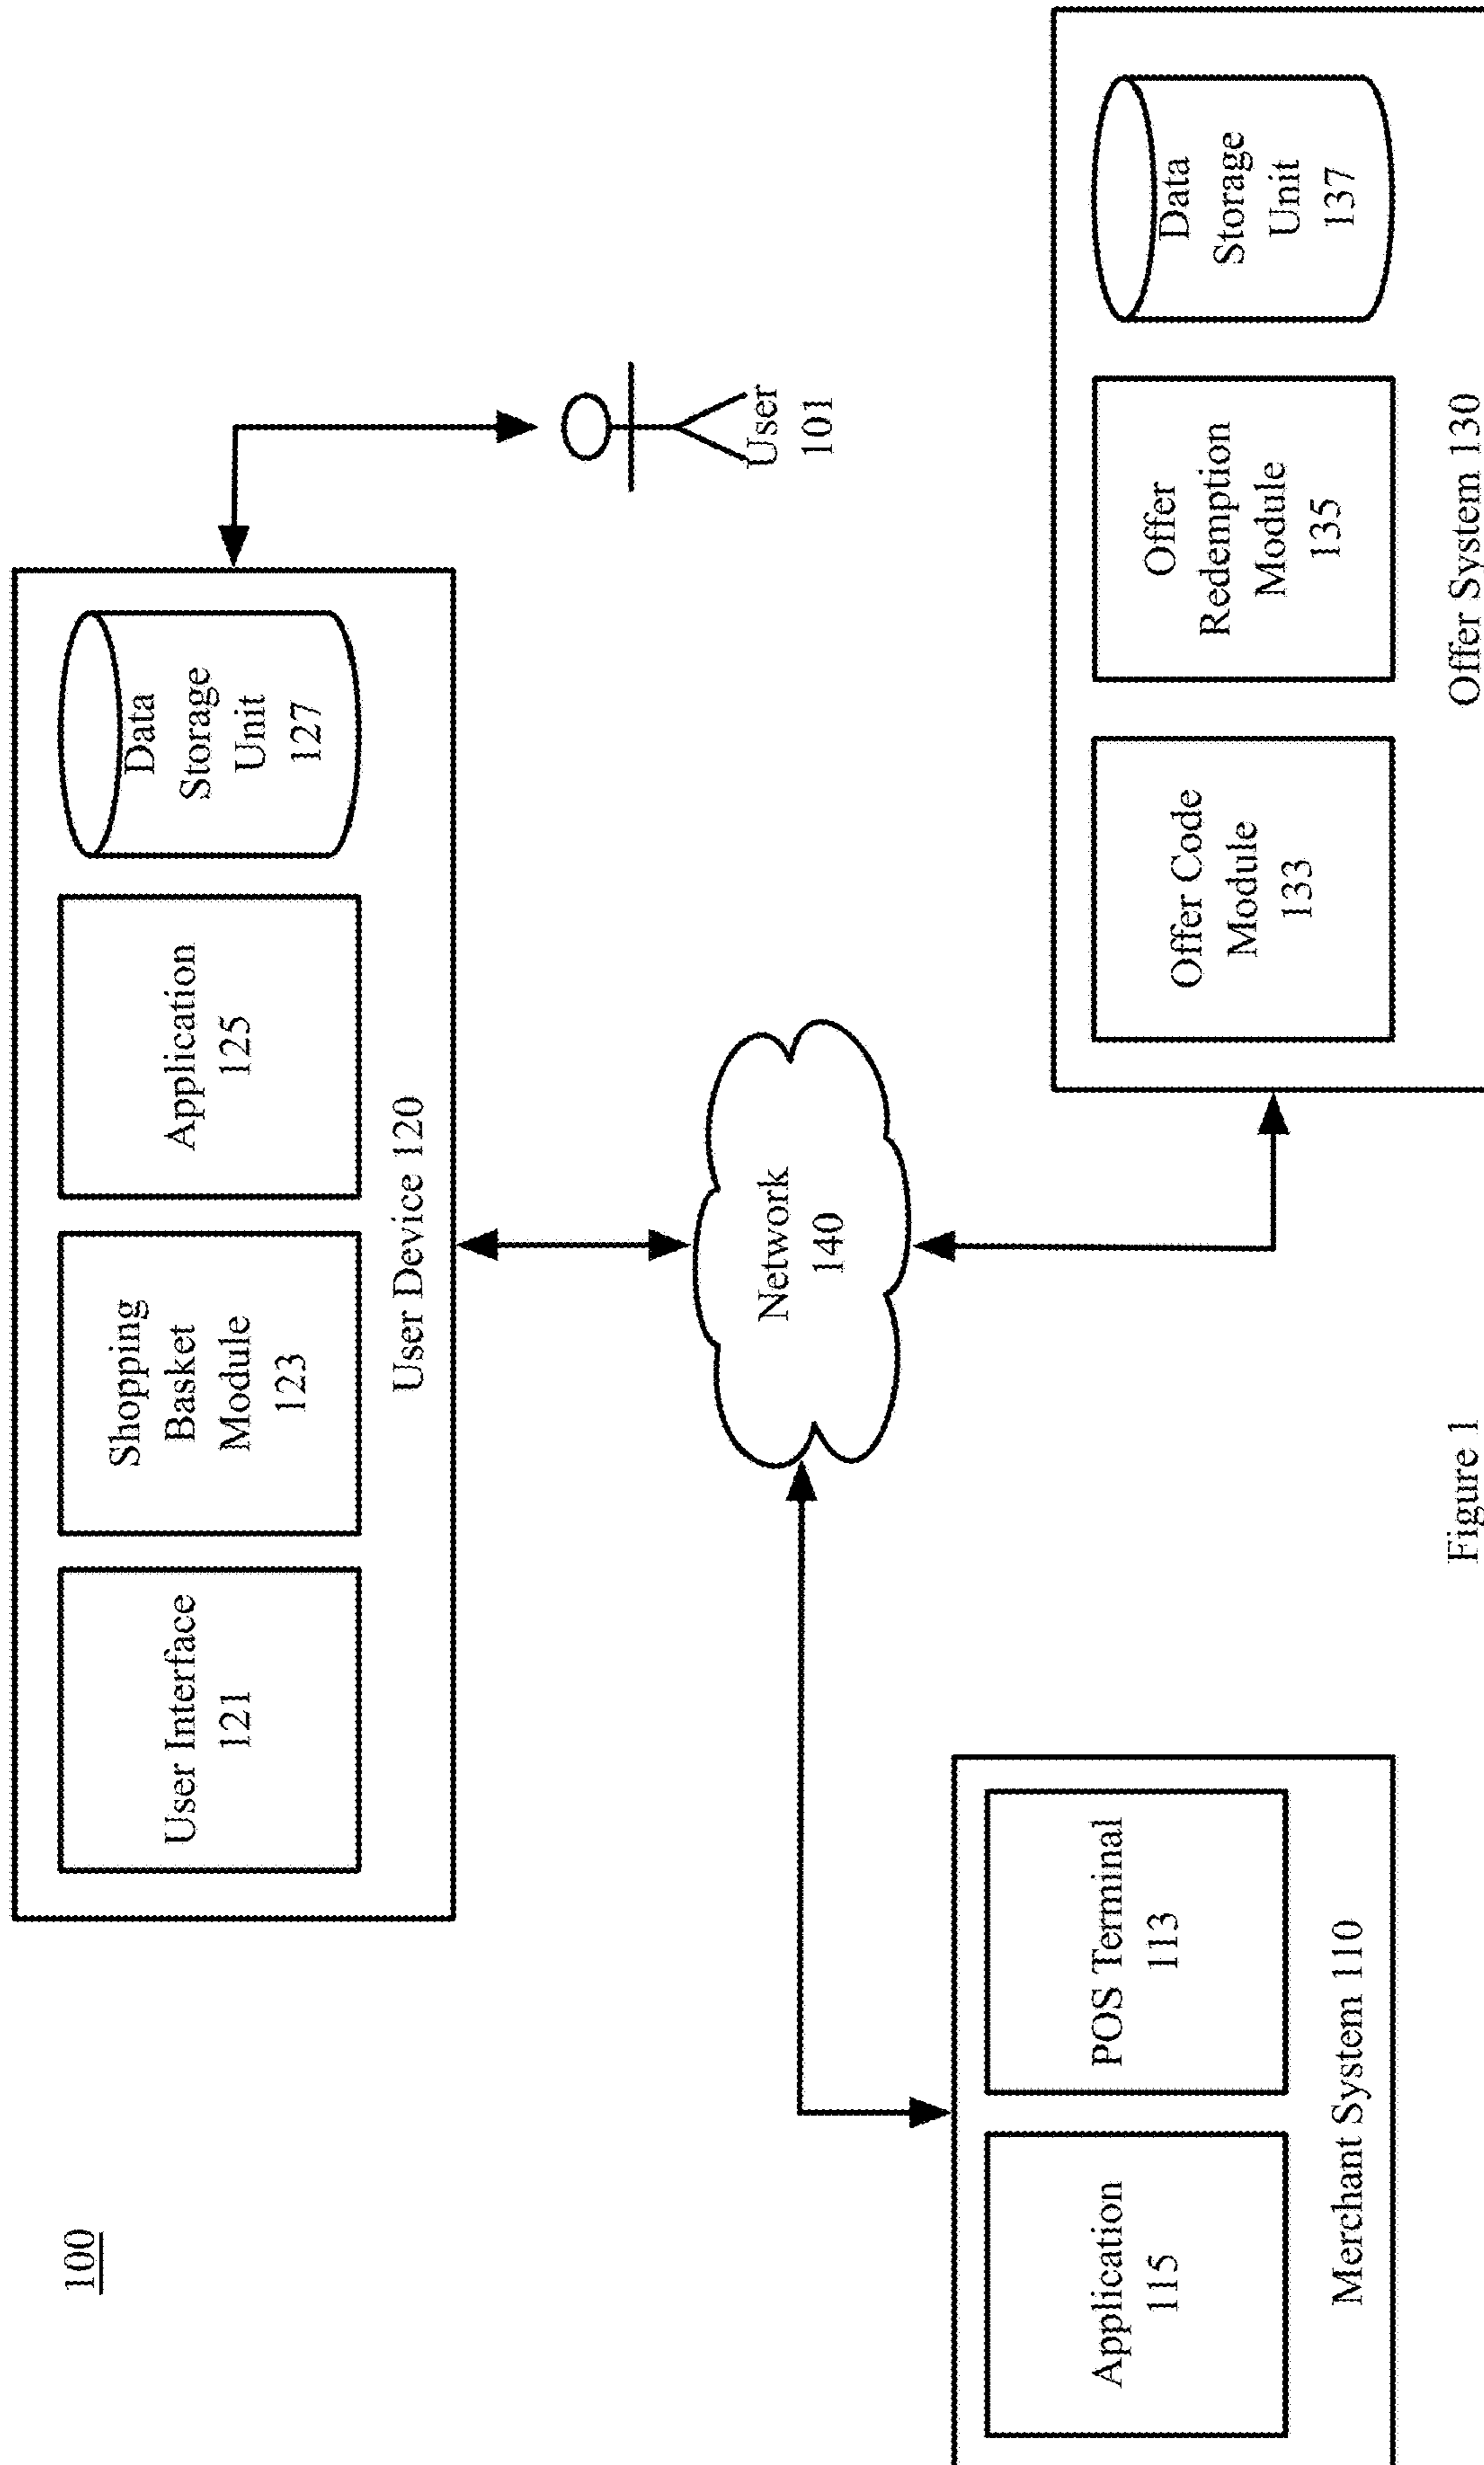 100
User Interface
121
Shopping
Basket
Module
123
Application
125
Data
Storage
Unit
127
User Device 120
User
101
Network
140
Application
115
POS Terminal
113
Merchant System 110
Offer Code
Module
133
Offer
Redemption
Module
135
Data
Storage
Unit
137
Offer System 130
Figure 1